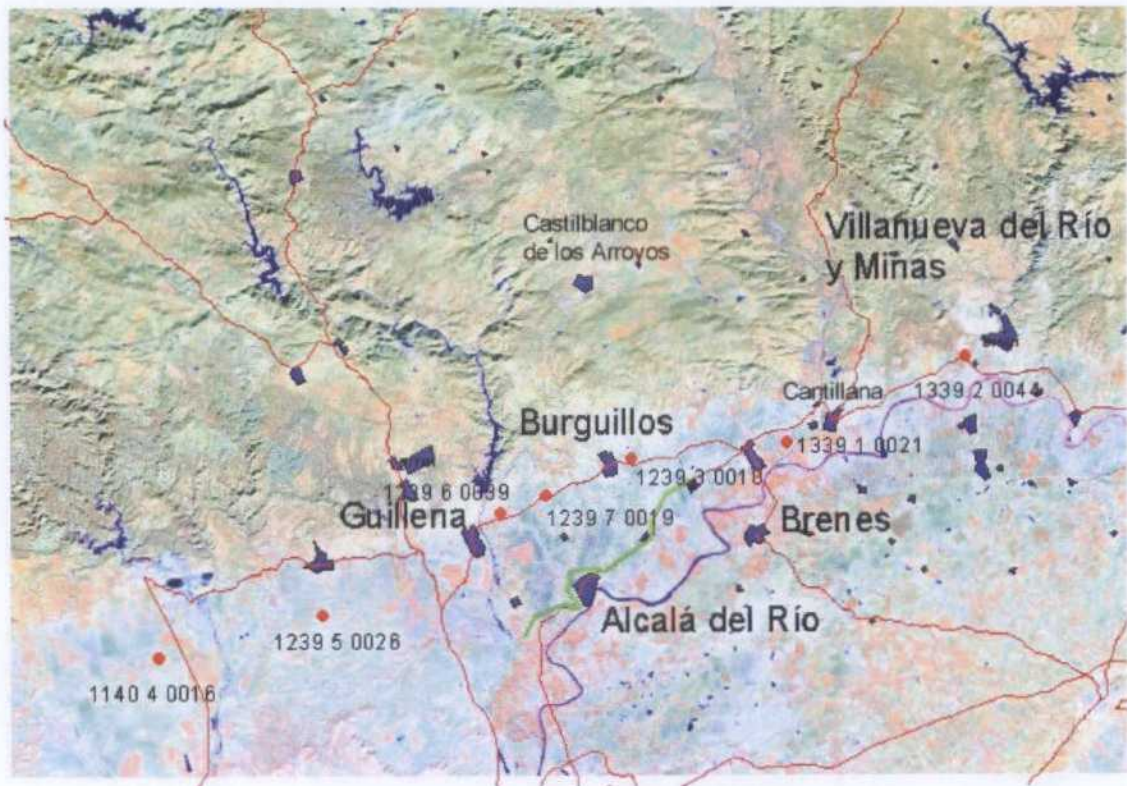 Castilblanco
de los Arroyos
Villanueva del Río
y Minas
Cantillana
1339 2 0044
Burguillos
1339 1 0021
1239 6 0039
1239 3 0018
Guillena
1239 7 0019
Brenes
Alcalá del Río
1239 5 0026
1140 4 0016